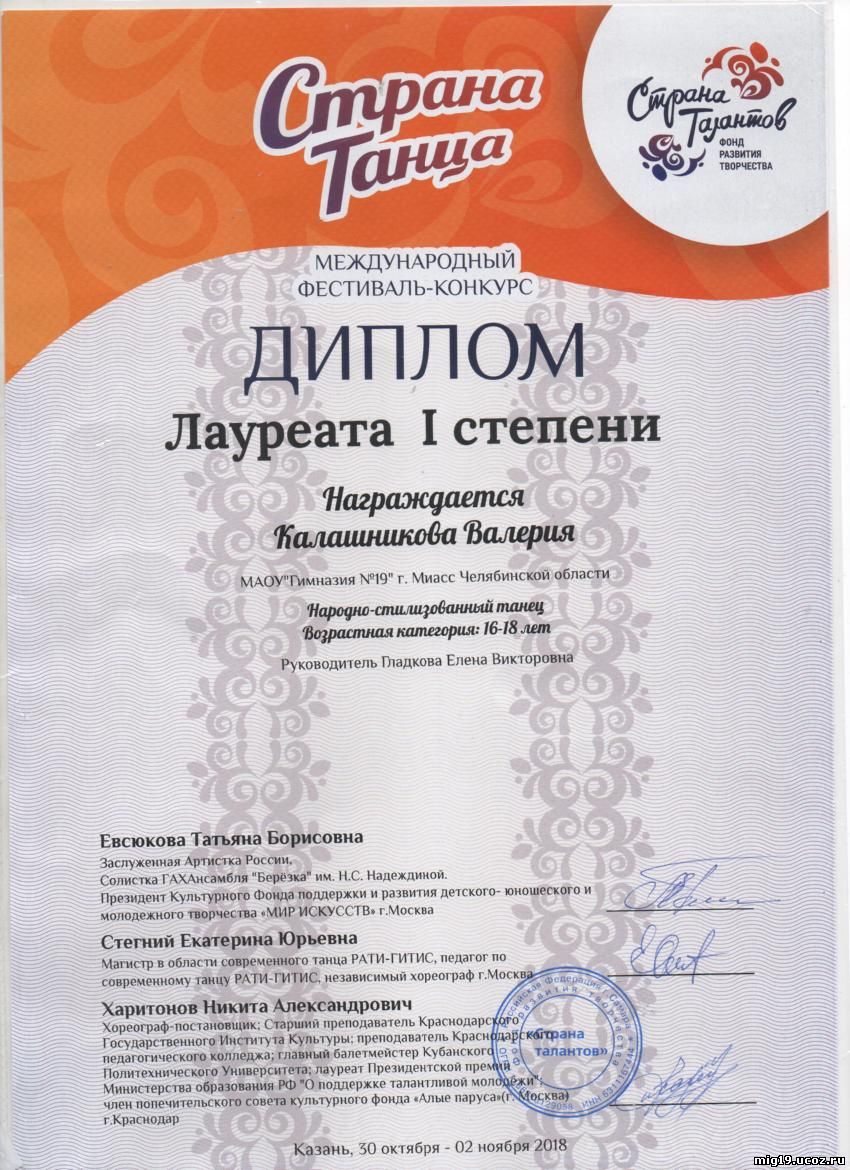 Страна
Танца
Страна
Талантов
ФОНД
РАЗВИТИЯ
ТВОРЧЕСТВА
МЕЖДУНАРОДНЫЙ
ФЕСТИВАЛЬ-КОНКУРС
ДИПЛОМ
Лауреата I степени
Награждается
Калашникова Валерия
МАОУ"Гимназия №19" г. Миасс Челябинской области
Народно-стилизованный танец
Возрастная категория: 16-18 лет
Руководитель Гладкова Елена Викторовна
Евсюкова Татьяна Борисовна
Заслуженная Артистка России,
Солистка ГАХАнсамбля "Берёзка" им. Н.С. Надеждиной.
Президент Культурного Фонда поддержки и развития детского- юношеского и
молодежного творчества «МИР ИСКУССТВ» г.Москва
Стегний Екатерина Юрьевна
Магистр в области современного танца РАТИ-ГИТИС, педагог по
современному танцу РАТИ-ГИТИС, независимый хореограф г.Москва
Харитонов Никита Александрович
Хореограф-постановщик; Старший преподаватель Краснодарского
Государственного Института Культуры; преподаватель Краснодарского
педагогического колледжа; главный балетмейстер Кубанского
Политехнического Университета; лауреат Президентской премии
Министерства образования РФ "О поддержке талантливой молодёжи";
член попечительского совета культурного фонда «Алые паруса»(г. Москва)
г.Краснодар
Российская Федерация г. Самара
Фонд развития творчества
«Страна
талантов»
Казань, 30 октября - 02 ноября 2018
mig19.ucoz.ru